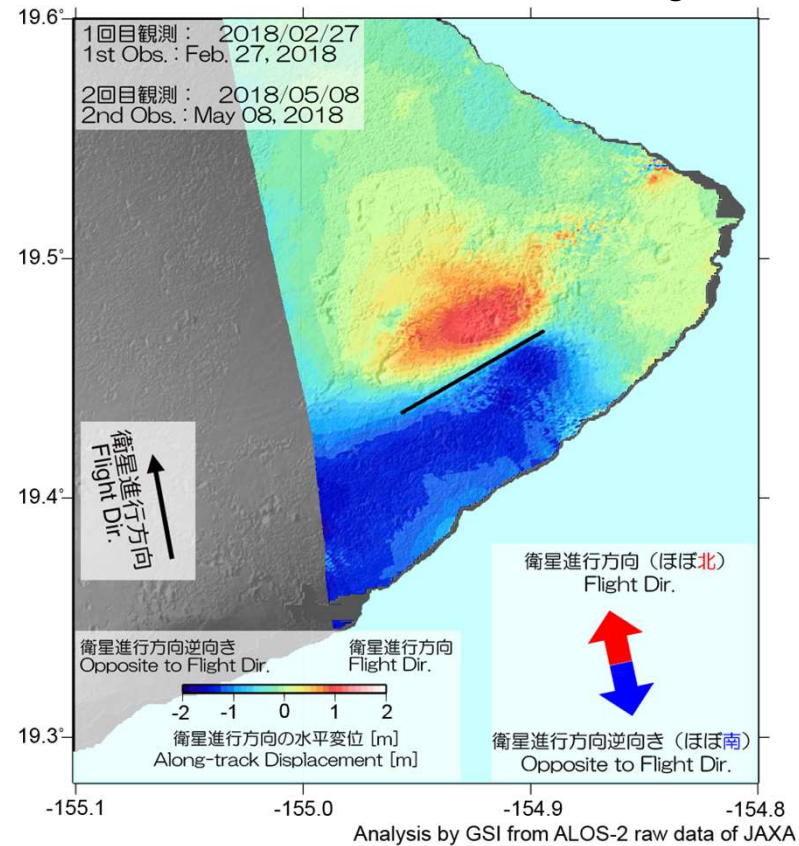 19.6°
1回目観測： 2018/02/27
1st Obs. : Feb. 27, 2018
2回目観測： 2018/05/08
2nd Obs. : May 08, 2018
19.5°
19.4°
衛星進行方向
Flight Dir.
衛星進行方向（ほぼ北）
Flight Dir.
衛星進行方向逆向き（ほぼ南）
Opposite to Flight Dir.
衛星進行方向逆向き 衛星進行方向
Opposite to Flight Dir. Flight Dir.
-2 -1 0 1 2
衛星進行方向の水平変位 [m]
Along-track Displacement [m]
19.3°
-155.1 -155.0 -154.9 -154.8
Analysis by GSI from ALOS-2 raw data of JAXA